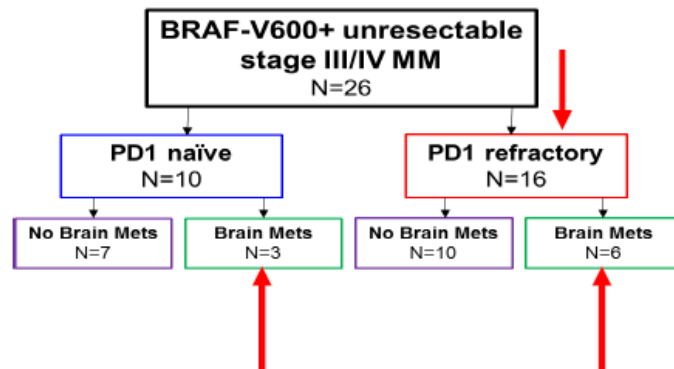 BRAF-V600+ unresectable
stage III/IV MM
N=26
PD1 naïve
N=10
PD1 refractory
N=16
No Brain Mets
N=7
Brain Mets
N=3
No Brain Mets
N=10
Brain Mets
N=6